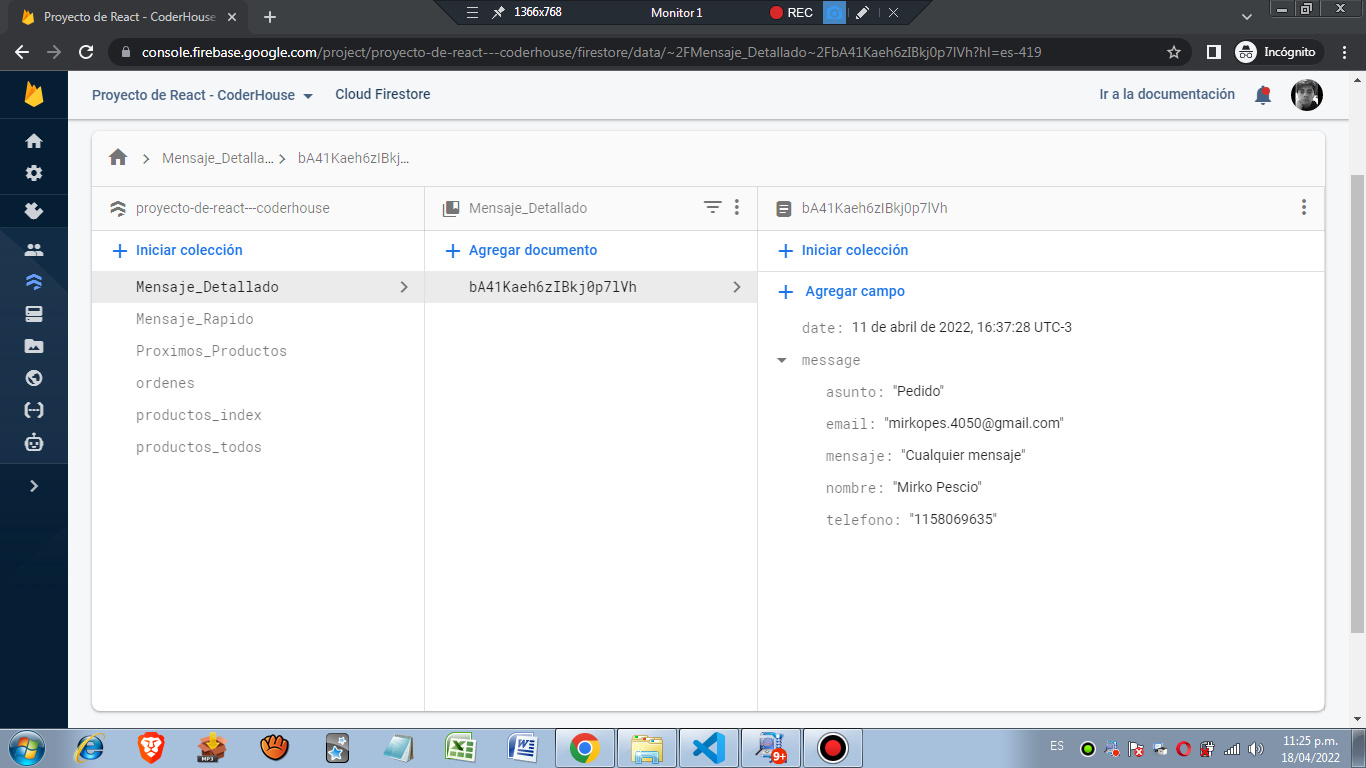 1366x768
Monitor 1
REC
Proyecto de React - CoderHouse
console.firebase.google.com/project/proyecto-de-react---coderhouse/firestore/data/~2FMensaje_Detallado~2FbA41Kaeh6zIBkj0p7lVh?hl=es-419
Incógnito
Proyecto de React - CoderHouse
Cloud Firestore
Ir a la documentación
Mensaje_Detalla...
bA41Kaeh6zIBkj...
proyecto-de-react---coderhouse
Mensaje_Detallado
bA41Kaeh6zIBkj0p7lVh
Iniciar colección
Agregar documento
Iniciar colección
Mensaje_Detallado
bA41Kaeh6zIBkj0p7lVh
Agregar campo
Mensaje_Rapido
Proximos_Productos
ordenes
productos_index
productos_todos
date: 11 de abril de 2022, 16:37:28 UTC-3
message
asunto: "Pedido"
email: "mirkopes.4050@gmail.com"
mensaje: "Cualquier mensaje"
nombre: "Mirko Pescio"
telefono: "1158069635"
MP3
9+
ES
11:25 p.m.
18/04/2022